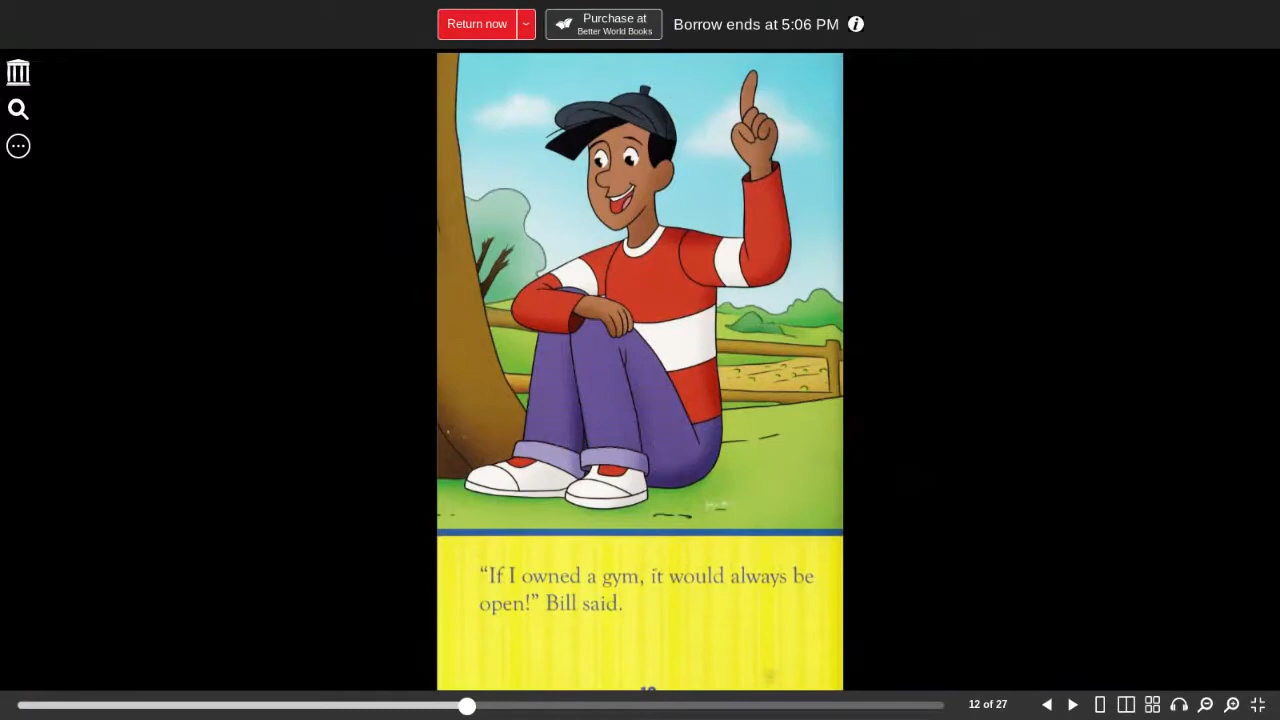 Return now
Purchase at
Better World Books
Borrow ends at 5:06 PM
“If I owned a gym, it would always be
open!” Bill said.
12 of 27